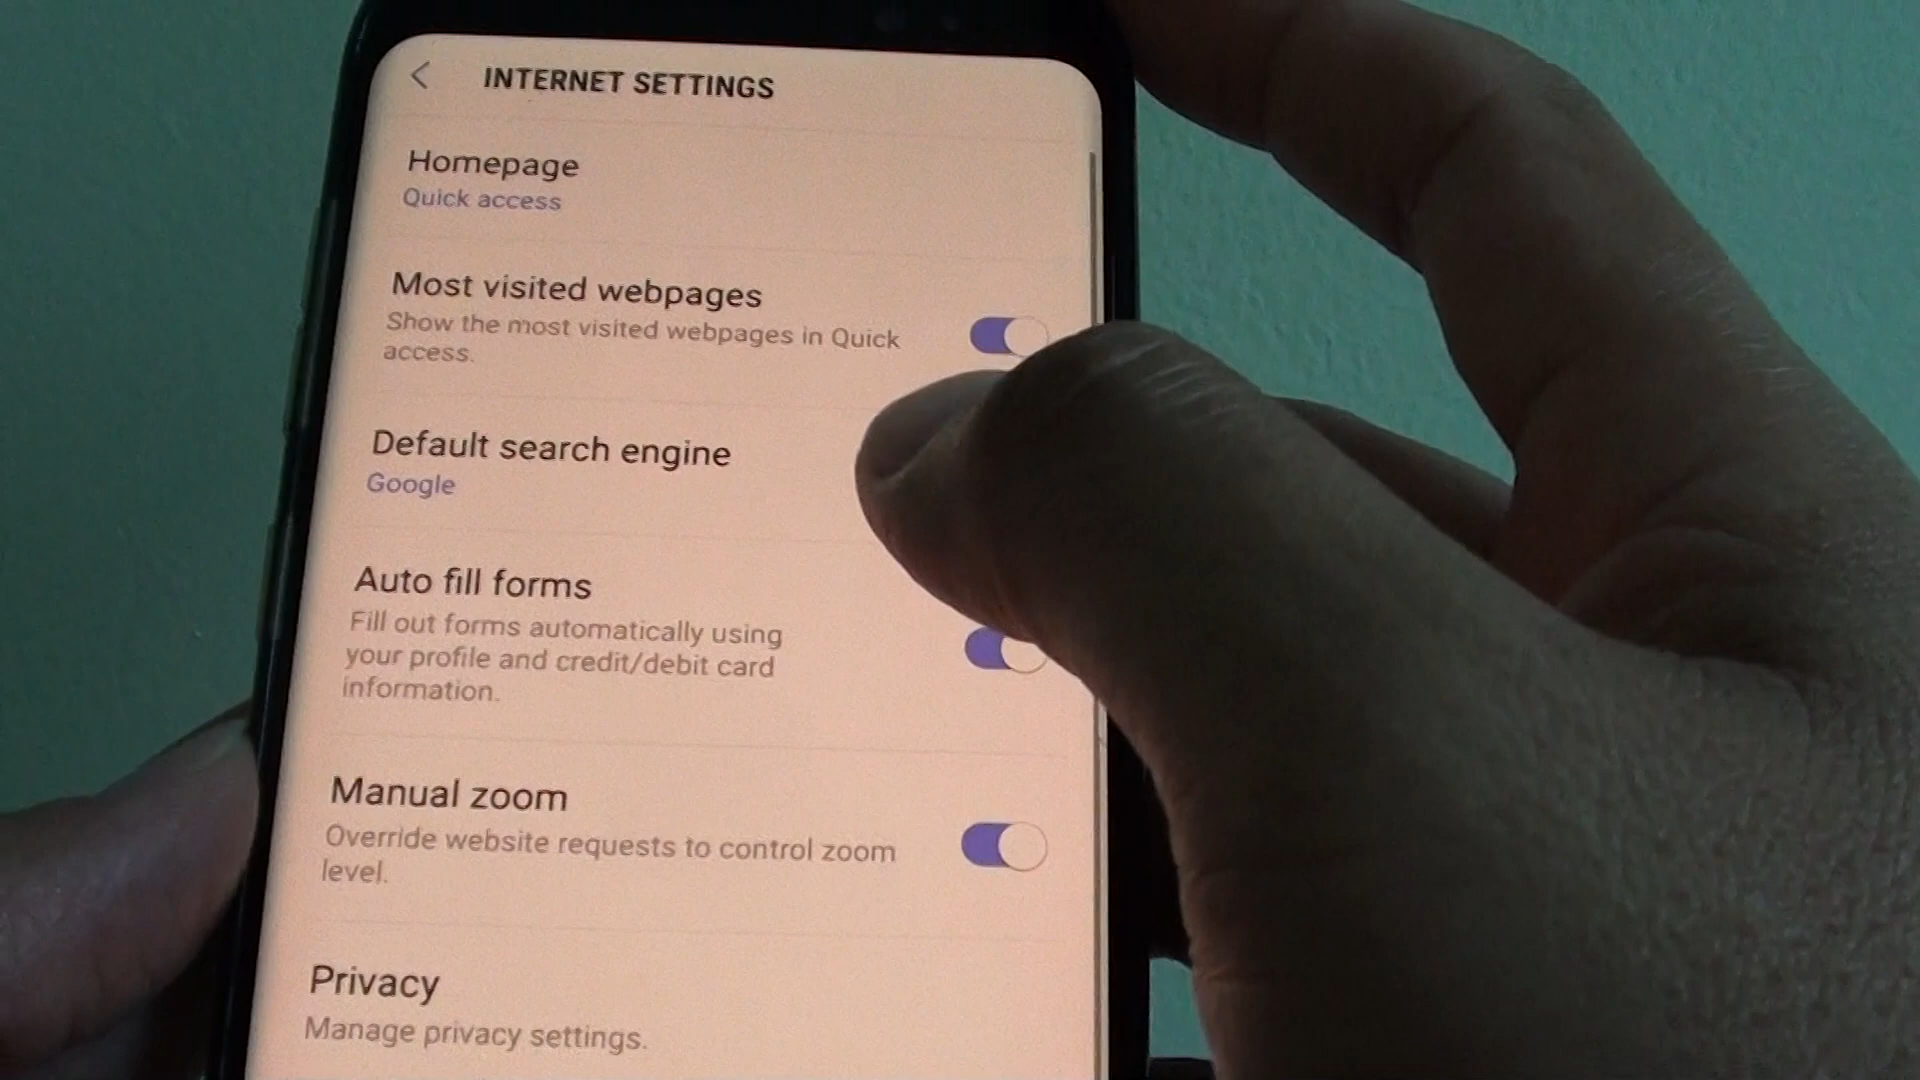 INTERNET SETTINGS
Homepage
Quick access
Most visited webpages
Show the most visited webpages in Quick
access.
Default search engine
Google
Auto fill forms
Fill out forms automatically using
your profile and credit/debit card
information.
Manual zoom
Override website requests to control zoom
level.
Privacy
Manage privacy settings.